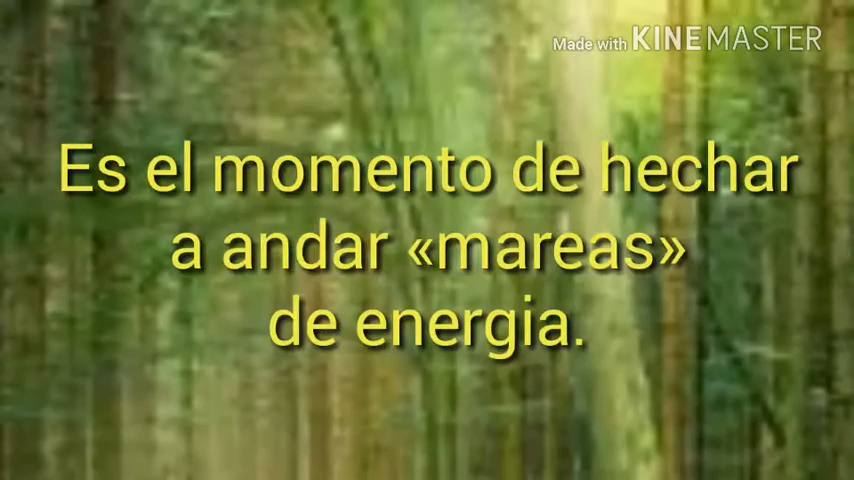 Made with KINEMASTER
Es el momento de hechar
a andar «mareas»
de energia.